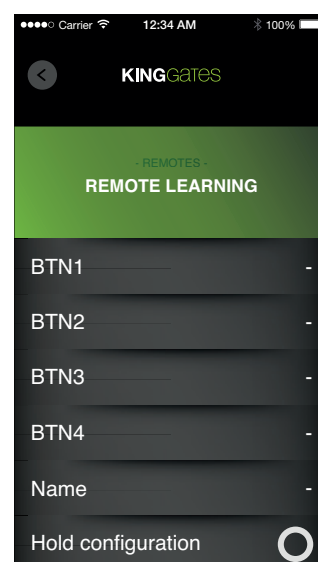 ●●●●○ Carrier 12:34 AM 100%
KINGGATES
- REMOTES -
REMOTE LEARNING
BTN1 -
BTN2 -
BTN3 -
BTN4 -
Name -
Hold configuration